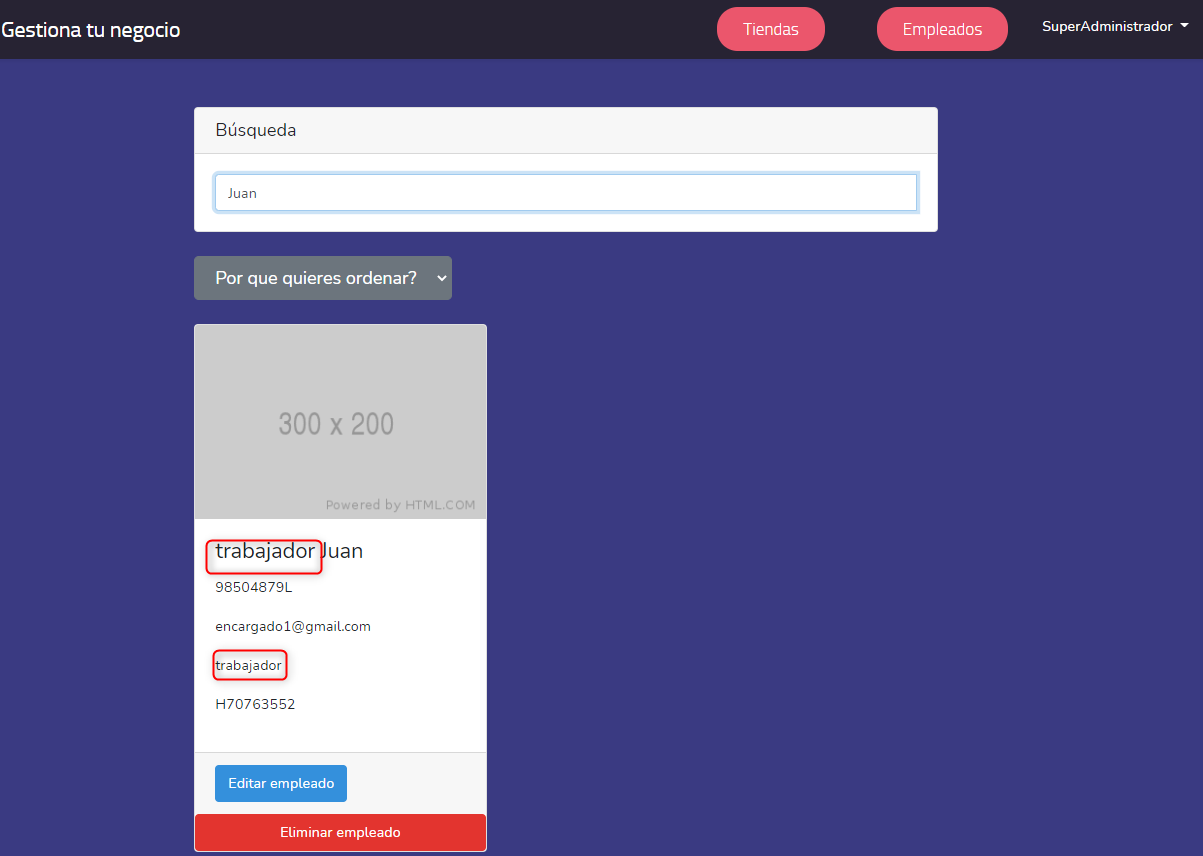 Gestiona tu negocio
Tiendas
Empleados
SuperAdministrador
Búsqueda
Juan
Por que quieres ordenar?
300 x 200
Powered by HTML.COM
trabajador Juan
98504879L
encargado1@gmail.com
trabajador
H70763552
Editar empleado
Eliminar empleado